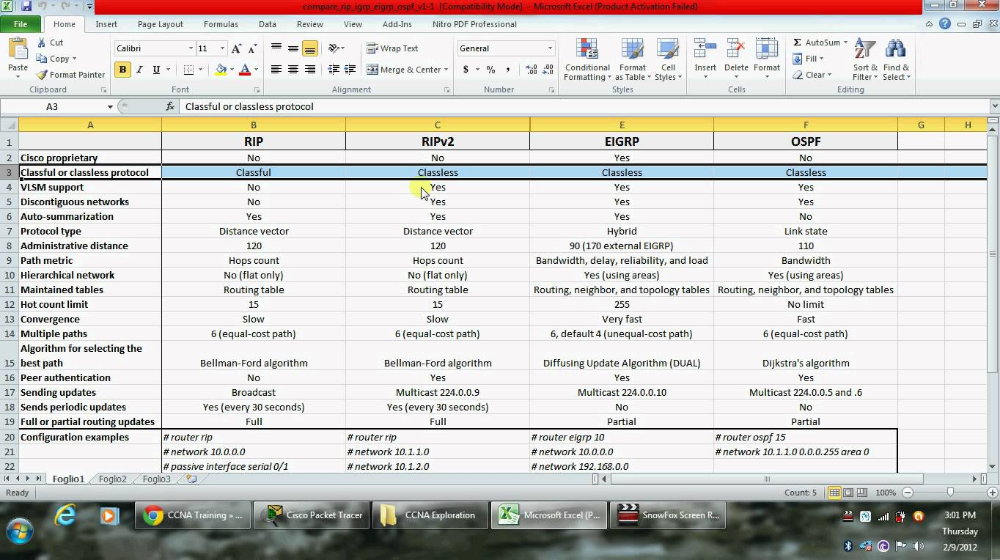 compare_rip_igrp_eigrp_ospf_v1-1 [Compatibility Mode] - Microsoft Excel (Product Activation Failed)
File Home Insert Page Layout Formulas Data Review View Add-Ins Nitro PDF Professional
Paste
Cut
Copy
Format Painter
Clipboard
Calibri 11
B I U
Font
Wrap Text
Merge & Center
Alignment
General
$ % ,
Number
Conditional Formatting
Format as Table
Cell Styles
Styles
Insert Delete Format
Cells
Σ AutoSum
Fill
Clear
Sort & Filter
Find & Select
Editing
A3 fx Classful or classless protocol
A B C E F G H
1 RIP RIPv2 EIGRP OSPF
2 Cisco proprietary No No Yes No
3 Classful or classless protocol Classful Classless Classless Classless
4 VLSM support No Yes Yes Yes
5 Discontiguous networks No Yes Yes Yes
6 Auto-summarization Yes Yes Yes No
7 Protocol type Distance vector Distance vector Hybrid Link state
8 Administrative distance 120 120 90 (170 external EIGRP) 110
9 Path metric Hops count Hops count Bandwidth, delay, reliability, and load Bandwidth
10 Hierarchical network No (flat only) No (flat only) Yes (using areas) Yes (using areas)
11 Maintained tables Routing table Routing table Routing, neighbor, and topology tables Routing, neighbor, and topology tables
12 Hot count limit 15 15 255 No limit
13 Convergence Slow Slow Very fast Fast
14 Multiple paths 6 (equal-cost path) 6 (equal-cost path) 6, default 4 (unequal-cost path) 6 (equal-cost path)
Algorithm for selecting the
15 best path Bellman-Ford algorithm Bellman-Ford algorithm Diffusing Update Algorithm (DUAL) Dijkstra's algorithm
16 Peer authentication No Yes Yes Yes
17 Sending updates Broadcast Multicast 224.0.0.9 Multicast 224.0.0.10 Multicast 224.0.0.5 and .6
18 Sends periodic updates Yes (every 30 seconds) Yes (every 30 seconds) No No
19 Full or partial routing updates Full Full Partial Partial
20 Configuration examples # router rip # router rip # router eigrp 10 # router ospf 15
21 # network 10.0.0.0 # network 10.1.1.0 # network 10.0.0.0 # network 10.1.1.0 0.0.0.255 area 0
22 # passive interface serial 0/1 # network 10.1.2.0 # network 192.168.0.0
Foglio1 Foglio2 Foglio3
Ready Count: 5 100%
CCNA Training » ... Cisco Packet Tracer CCNA Exploration Microsoft Excel (P... SnowFox Screen R...
3:01 PM
Thursday
2/9/2012